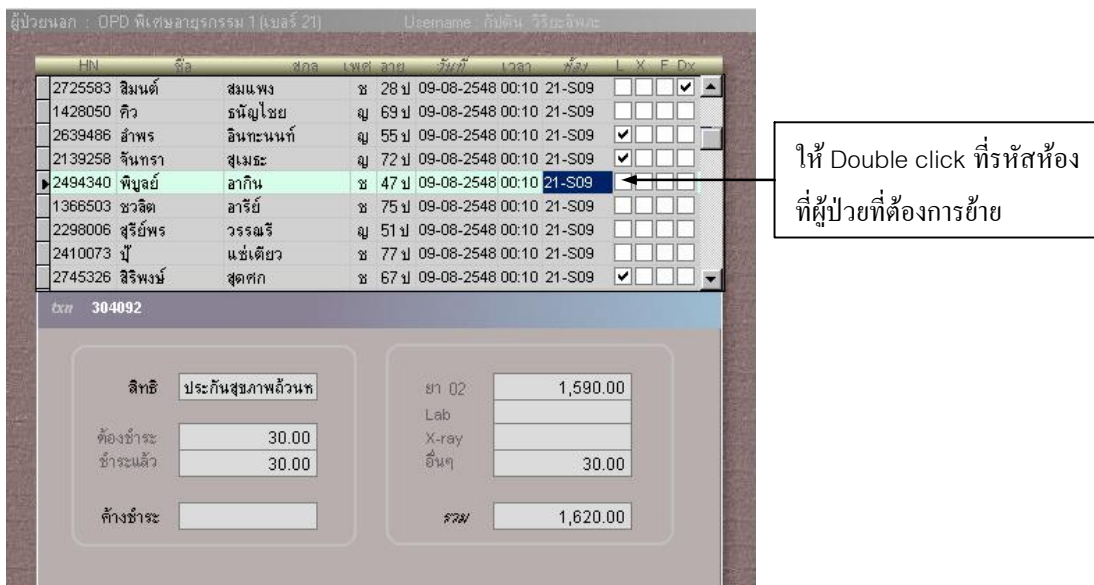 ผู้ป่วยนอก : OPD พิเศษอายุรกรรม 1 (เบอร์ 21) Username : กัปตัน วิริยะลัพภะ
HN ชื่อ สกุล เพศ อายุ วันที่ เวลา ห้อง L X F Dx
2725583 สิมนต์ สมแพง ช 28 ป 09-08-2548 00:10 21-S09
1428050 คิว ธนัญไชย ญ 69 ป 09-08-2548 00:10 21-S09
2639486 อำพร อินทะนนท์ ญ 55 ป 09-08-2548 00:10 21-S09
2139258 จันทรา สุเมธะ ญ 72 ป 09-08-2548 00:10 21-S09
2494340 พิบูลย์ อากิน ช 47 ป 09-08-2548 00:10 21-S09
1366503 ชวลิต อารีย์ ช 75 ป 09-08-2548 00:10 21-S09
2298006 สุรีย์พร วรรณรี ญ 51 ป 09-08-2548 00:10 21-S09
2410073 ปุ๊ แซ่เตียว ช 77 ป 09-08-2548 00:10 21-S09
2745326 สิริพงษ์ สุดศก ช 67 ป 09-08-2548 00:10 21-S09
ให้ Double click ที่รหัสห้อง
ที่ผู้ป่วยที่ต้องการย้าย
txn 304092
สิทธิ ประกันสุขภาพถ้วนห
ต้องชำระ 30.00
ชำระแล้ว 30.00
ค้างชำระ
ยา 02 1,590.00
Lab
X-ray
อื่นๆ 30.00
รวม 1,620.00